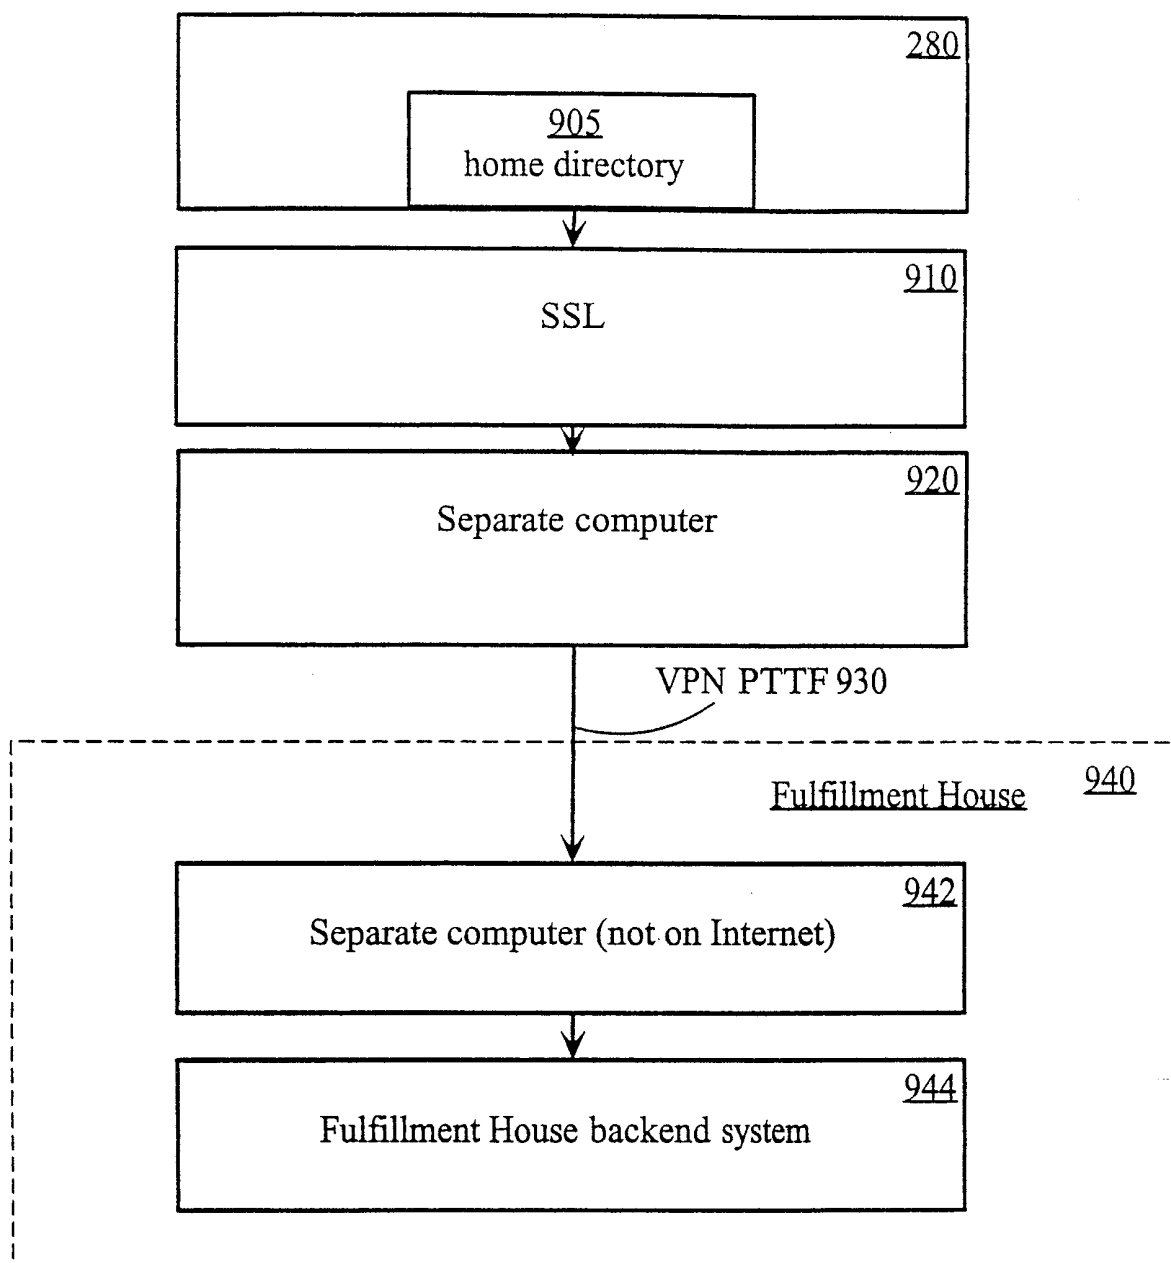 280
905
home directory
910
SSL
920
Separate computer
VPN PTTF 930
940
Fulfillment House
942
Separate computer (not on Internet)
944
Fulfillment House backend system